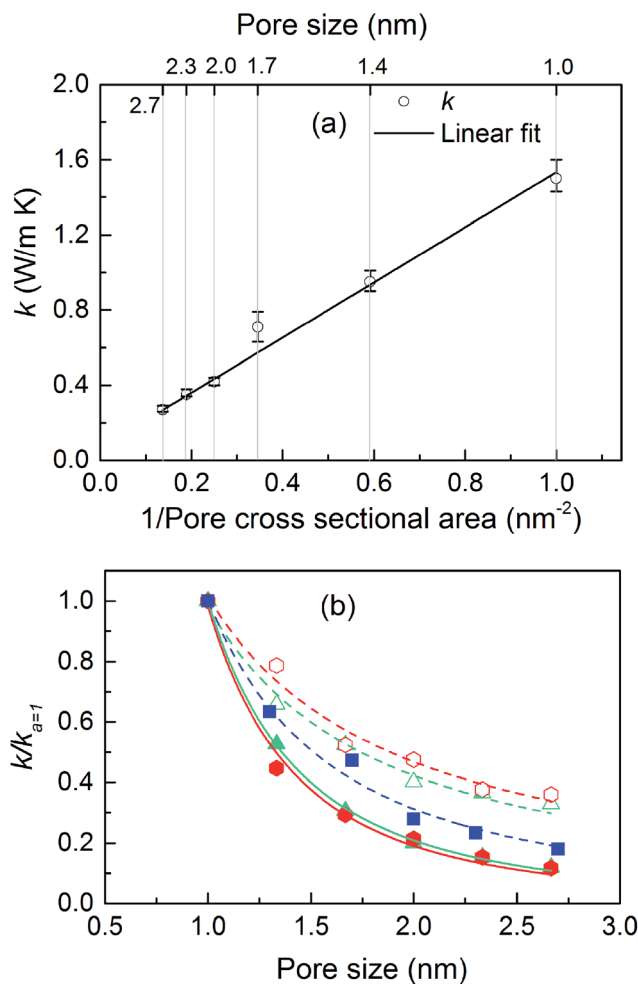 Pore size (nm)
2.7 2.3 2.0 1.7 1.4 1.0
2.0
(a)
k
Linear fit
1.6
1.2
0.8
0.4
0.0
k (W/m K)
0.0 0.2 0.4 0.6 0.8 1.0
1/Pore cross sectional area (nm⁻²)
(b)
1.0
0.8
0.6
0.4
0.2
0.0
k/kₐ₌₁
0.5 1.0 1.5 2.0 2.5 3.0
Pore size (nm)